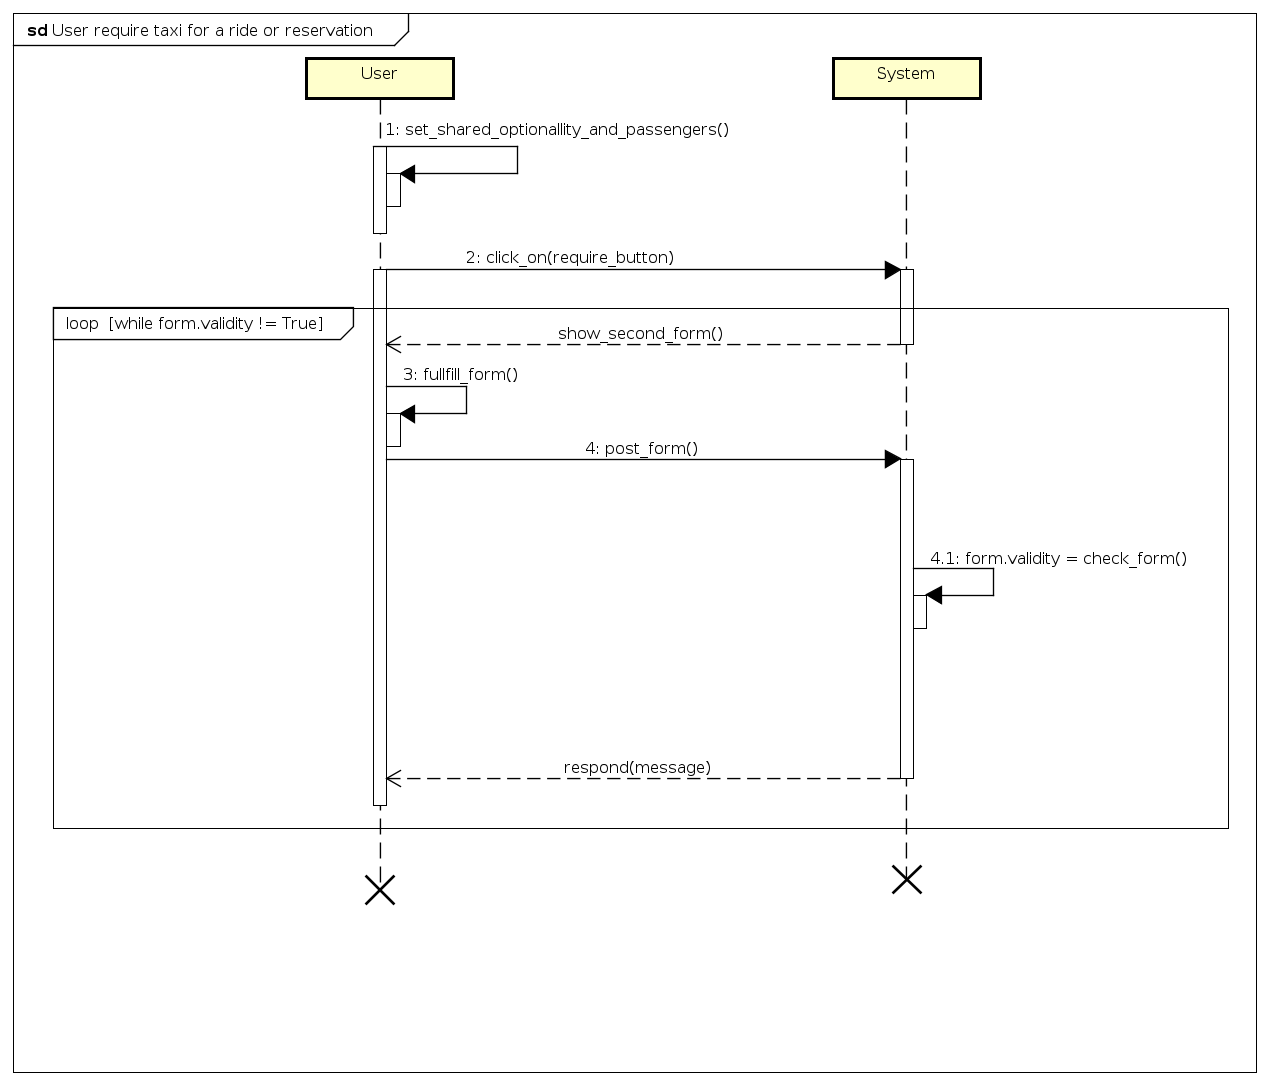 sd User require taxi for a ride or reservation
User
System
1: set_shared_optionallity_and_passengers()
2: click_on(require_button)
loop [while form.validity != True]
show_second_form()
3: fullfill_form()
4: post_form()
4.1: form.validity = check_form()
respond(message)